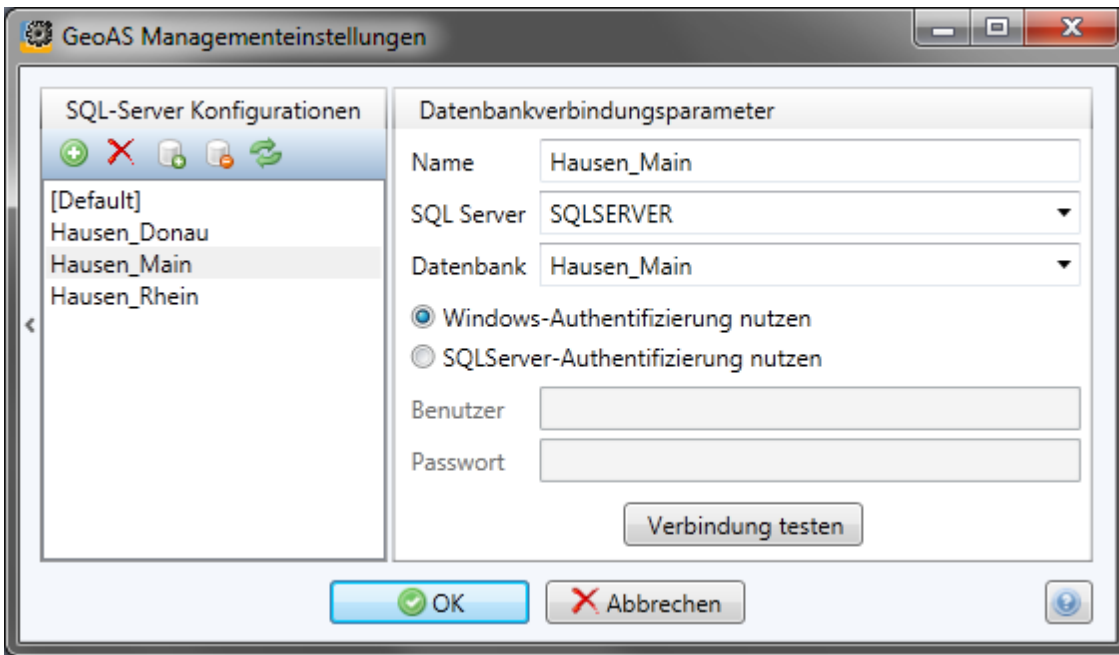 GeoAS Managementeinstellungen
SQL-Server Konfigurationen
[Default]
Hausen_Donau
Hausen_Main
Hausen_Rhein
Datenbankverbindungsparameter
Name Hausen_Main
SQL Server SQLSERVER
Datenbank Hausen_Main
Windows-Authentifizierung nutzen
SQLServer-Authentifizierung nutzen
Benutzer
Passwort
Verbindung testen
OK Abbrechen